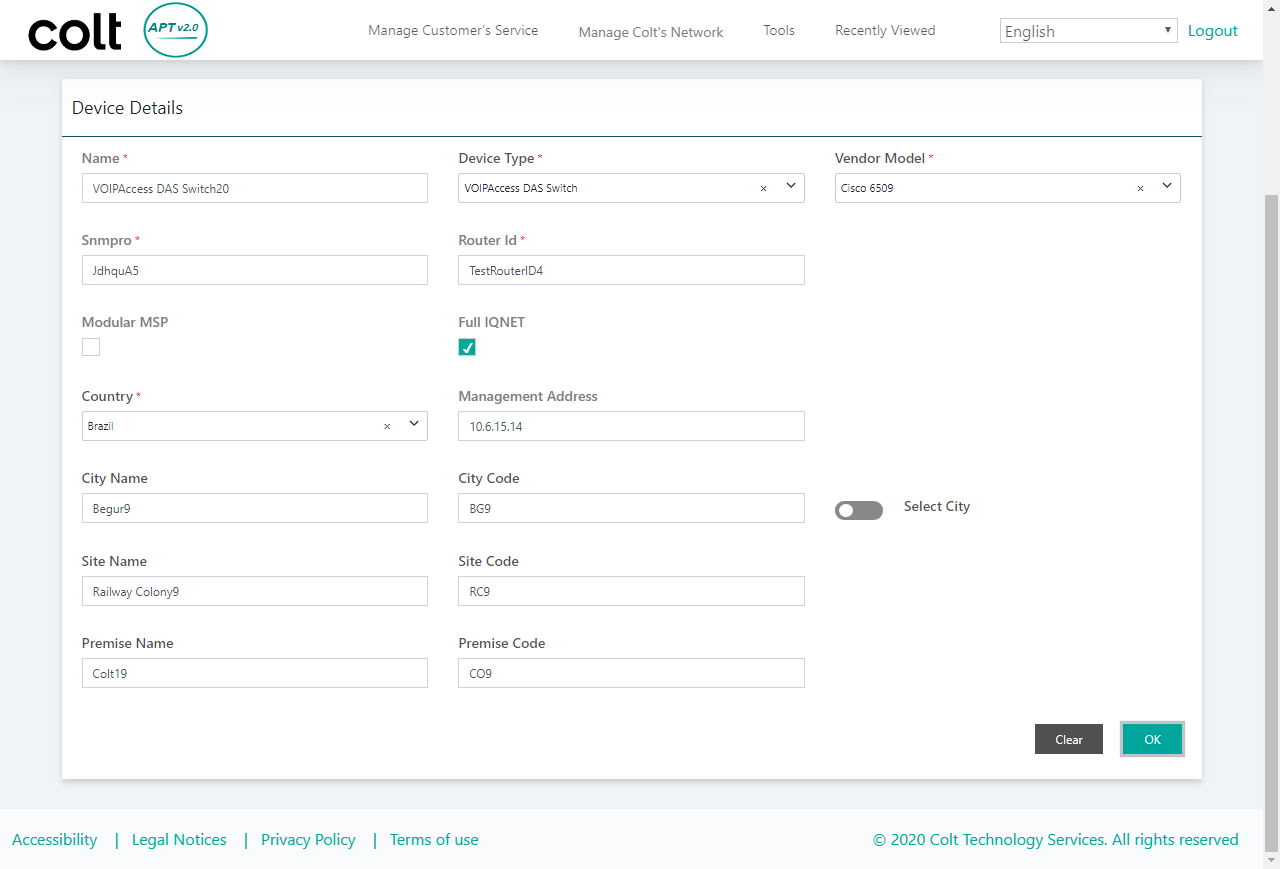 colt APT v2.0 Manage Customer's Service Manage Colt's Network Tools Recently Viewed English Logout
Device Details
Name * Device Type * Vendor Model *
VOIPAccess DAS Switch20 VOIPAccess DAS Switch × Cisco 6509 ×
Snmpro * Router Id *
JdhquA5 TestRouterID4
Modular MSP Full IQNET
Country * Management Address
Brazil × 10.6.15.14
City Name City Code
Begur9 BG9 Select City
Site Name Site Code
Railway Colony9 RC9
Premise Name Premise Code
Colt19 CO9
Clear OK
Accessibility | Legal Notices | Privacy Policy | Terms of use © 2020 Colt Technology Services. All rights reserved